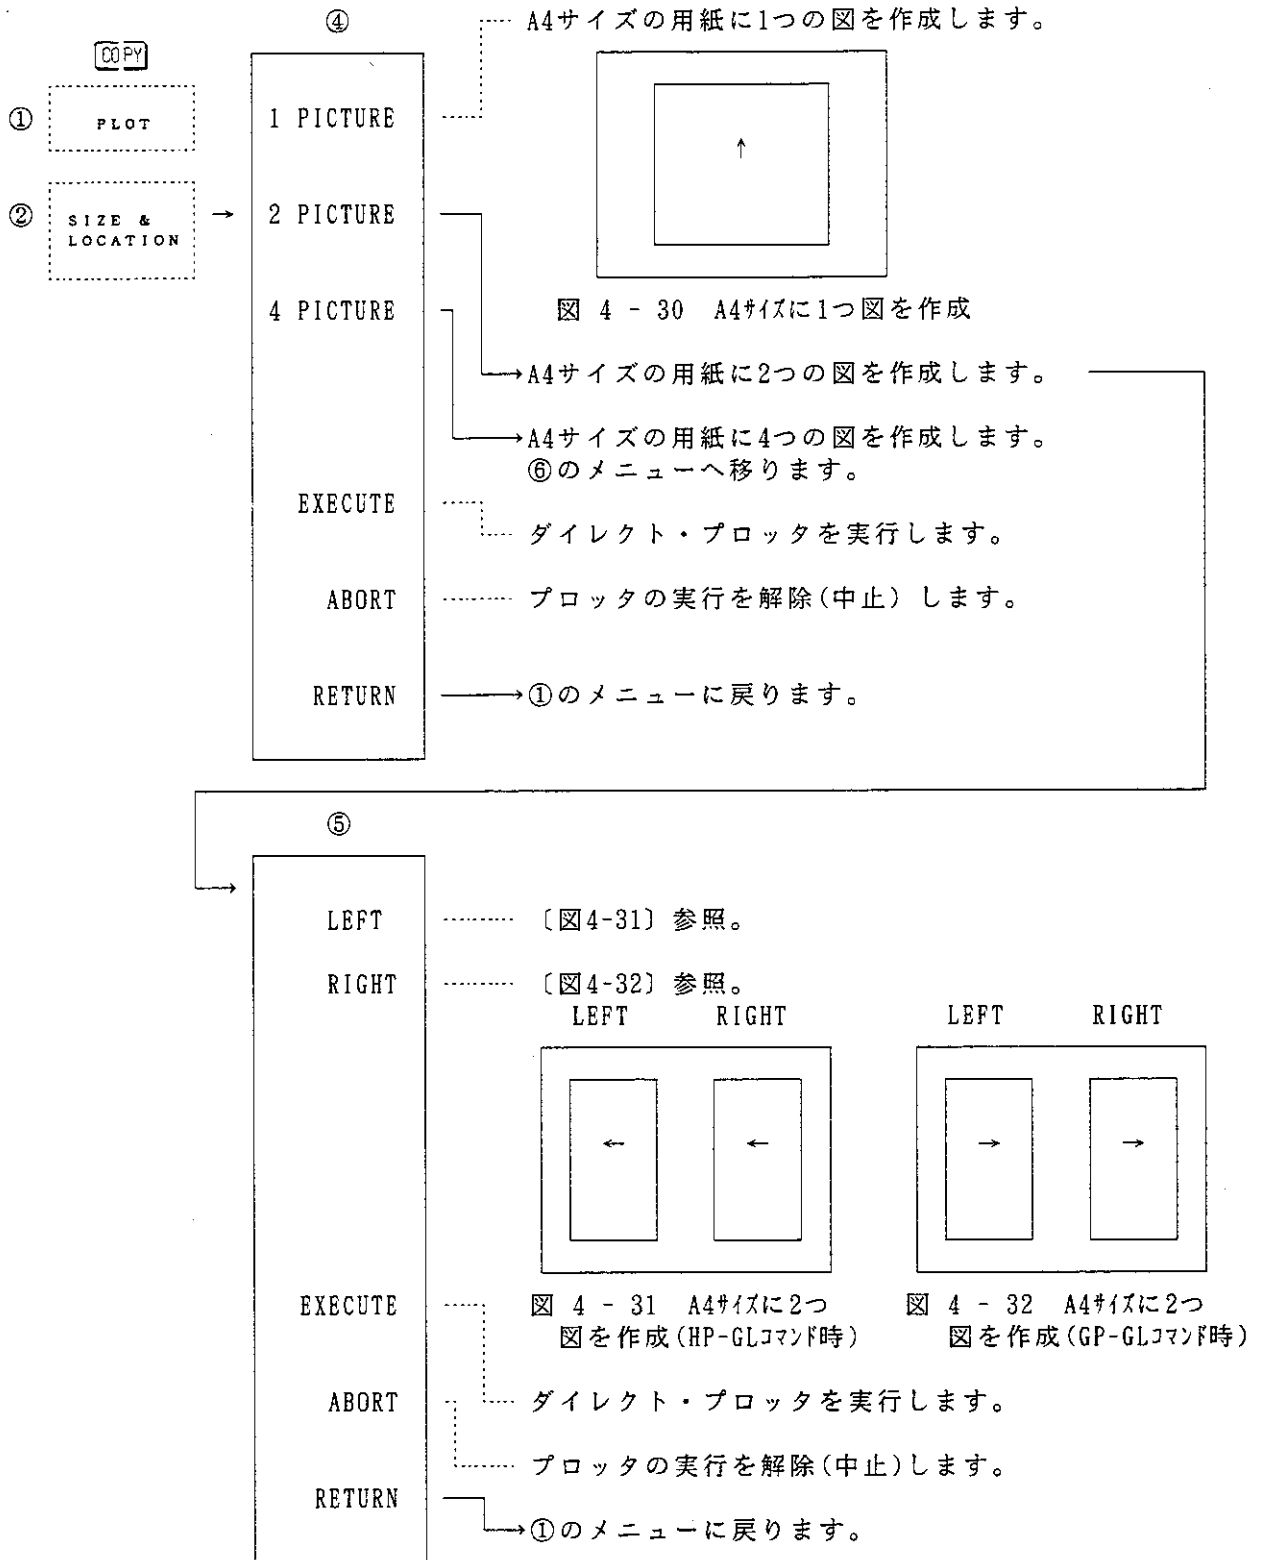 ④
A4サイズの用紙に1つの図を作成します。
COPY
① PLOT
1 PICTURE
↑
② SIZE &
LOCATION
→
2 PICTURE
4 PICTURE
図 4 - 30 A4ｻｲｽﾞに1つ図を作成
→A4サイズの用紙に2つの図を作成します。
→A4サイズの用紙に4つの図を作成します。
⑥のメニューへ移ります。
EXECUTE
ダイレクト・プロッタを実行します。
ABORT
プロッタの実行を解除(中止) します。
RETURN
→①のメニューに戻ります。
⑤
LEFT
〔図4-31〕参照。
RIGHT
〔図4-32〕参照。
LEFT RIGHT
← ←
LEFT RIGHT
→ →
図 4 - 31 A4ｻｲｽﾞに2つ
図を作成(HP-GLｺﾏﾝﾄﾞ時)
図 4 - 32 A4ｻｲｽﾞに2つ
図を作成(GP-GLｺﾏﾝﾄﾞ時)
EXECUTE
ダイレクト・プロッタを実行します。
ABORT
プロッタの実行を解除(中止)します。
RETURN
→①のメニューに戻ります。